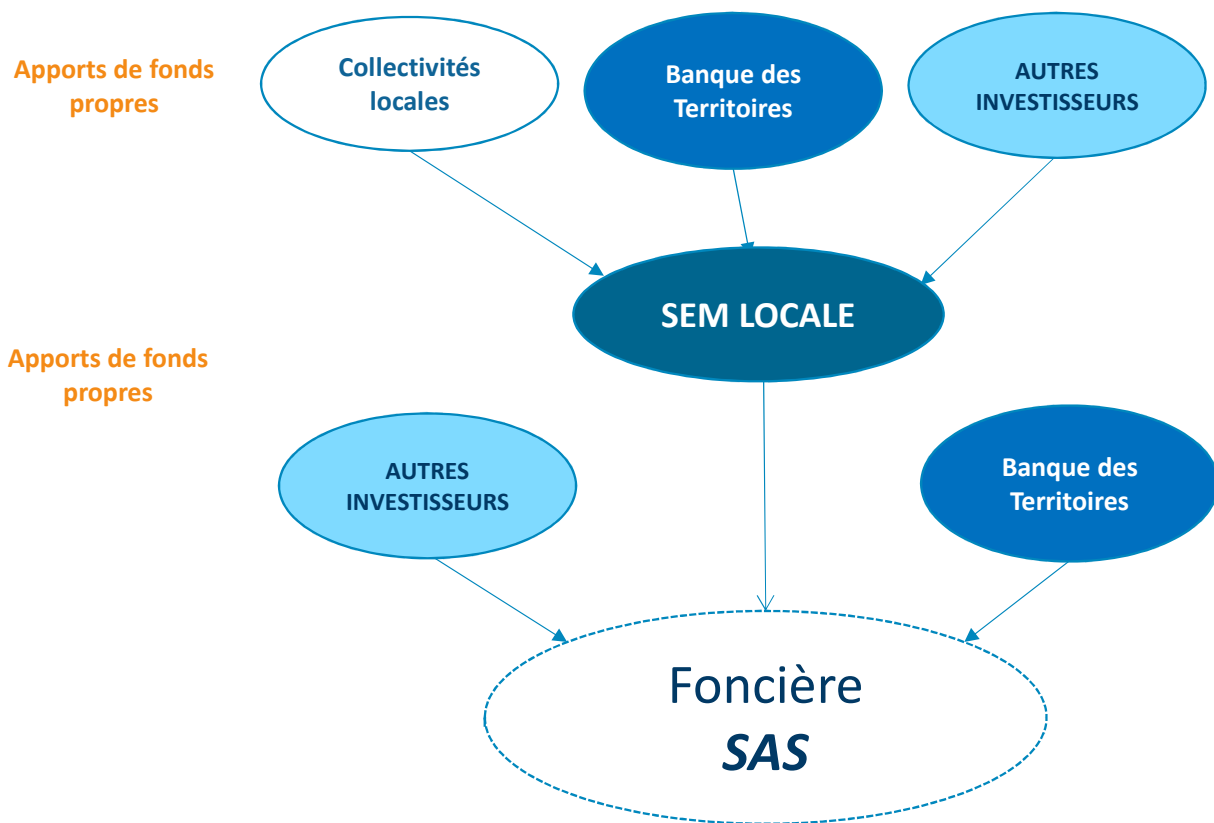 Apports de fonds
propres
Collectivités
locales
Banque des
Territoires
AUTRES
INVESTISSEURS
SEM LOCALE
Apports de fonds
propres
AUTRES
INVESTISSEURS
Banque des
Territoires
Foncière
SAS